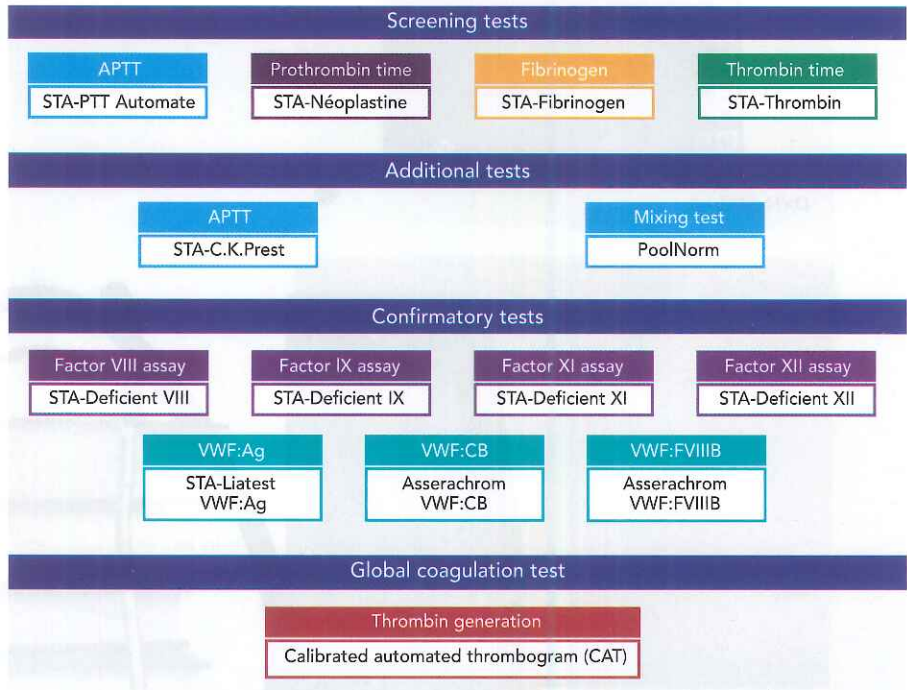 Screening tests
APTT
Prothrombin time
Fibrinogen
Thrombin time
STA-PTT Automate
STA-Néoplastine
STA-Fibrinogen
STA-Thrombin
Additional tests
APTT
Mixing test
STA-C.K.Prest
PoolNorm
Confirmatory tests
Factor VIII assay
Factor IX assay
Factor XI assay
Factor XII assay
STA-Deficient VIII
STA-Deficient IX
STA-Deficient XI
STA-Deficient XII
VWF:Ag
VWF:CB
VWF:FVIIIB
STA-Liatest
VWF:Ag
Asserachrom
VWF:CB
Asserachrom
VWF:FVIIIB
Global coagulation test
Thrombin generation
Calibrated automated thrombogram (CAT)